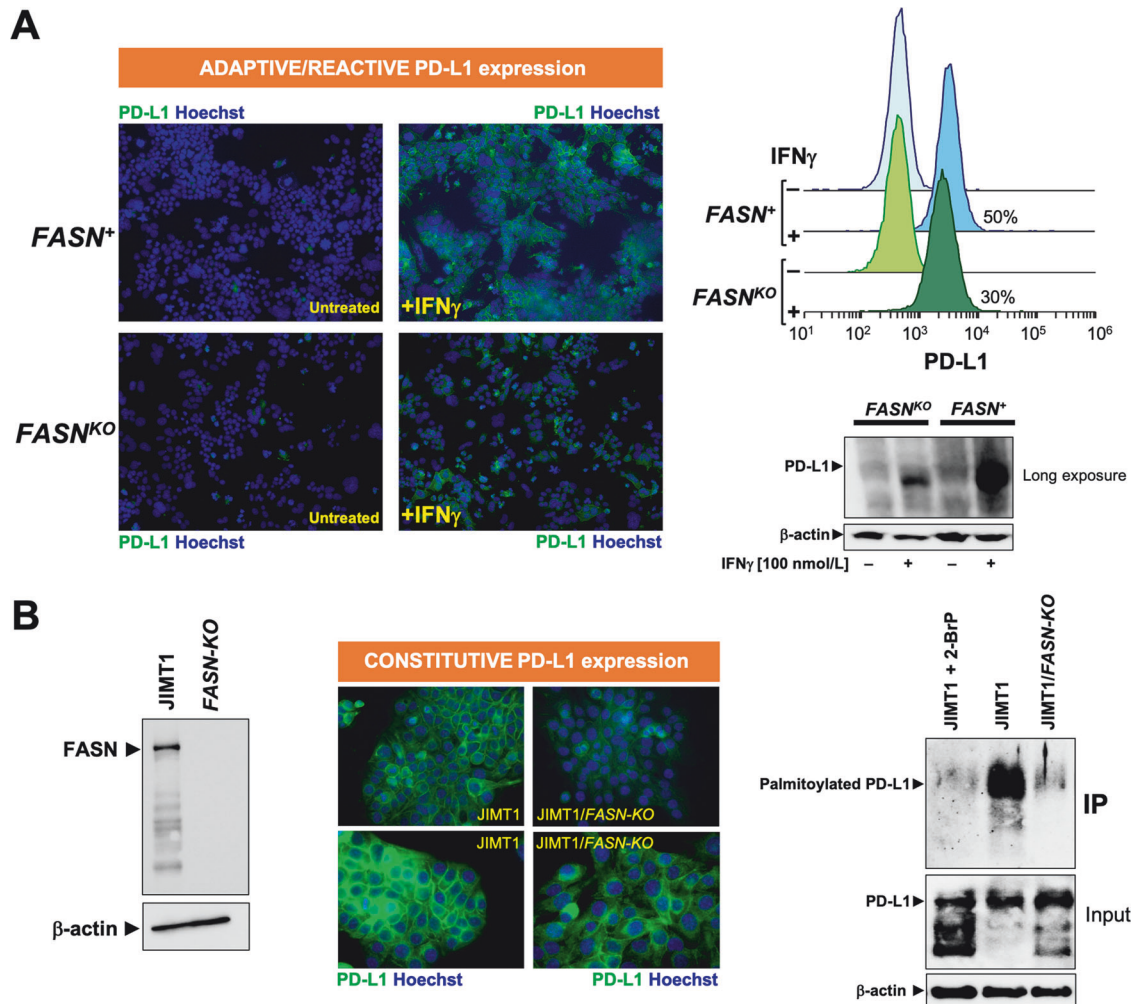 A
ADAPTIVE/REACTIVE PD-L1 expression
PD-L1 Hoechst
PD-L1 Hoechst
FASN⁺
Untreated
+IFNγ
FASNᴷᴼ
Untreated
+IFNγ
PD-L1 Hoechst
PD-L1 Hoechst
IFNγ
FASN⁺
–
+
50%
FASNᴷᴼ
–
+
30%
10¹ 10² 10³ 10⁴ 10⁵ 10⁶
PD-L1
FASNᴷᴼ FASN⁺
PD-L1
Long exposure
β-actin
IFNγ [100 nmol/L] – + – +
B
JIMT1
FASN-KO
FASN
β-actin
CONSTITUTIVE PD-L1 expression
JIMT1
JIMT1/FASN-KO
JIMT1
JIMT1/FASN-KO
PD-L1 Hoechst
PD-L1 Hoechst
JIMT1 + 2-BrP
JIMT1
JIMT1/FASN-KO
Palmitoylated PD-L1
IP
PD-L1
Input
β-actin